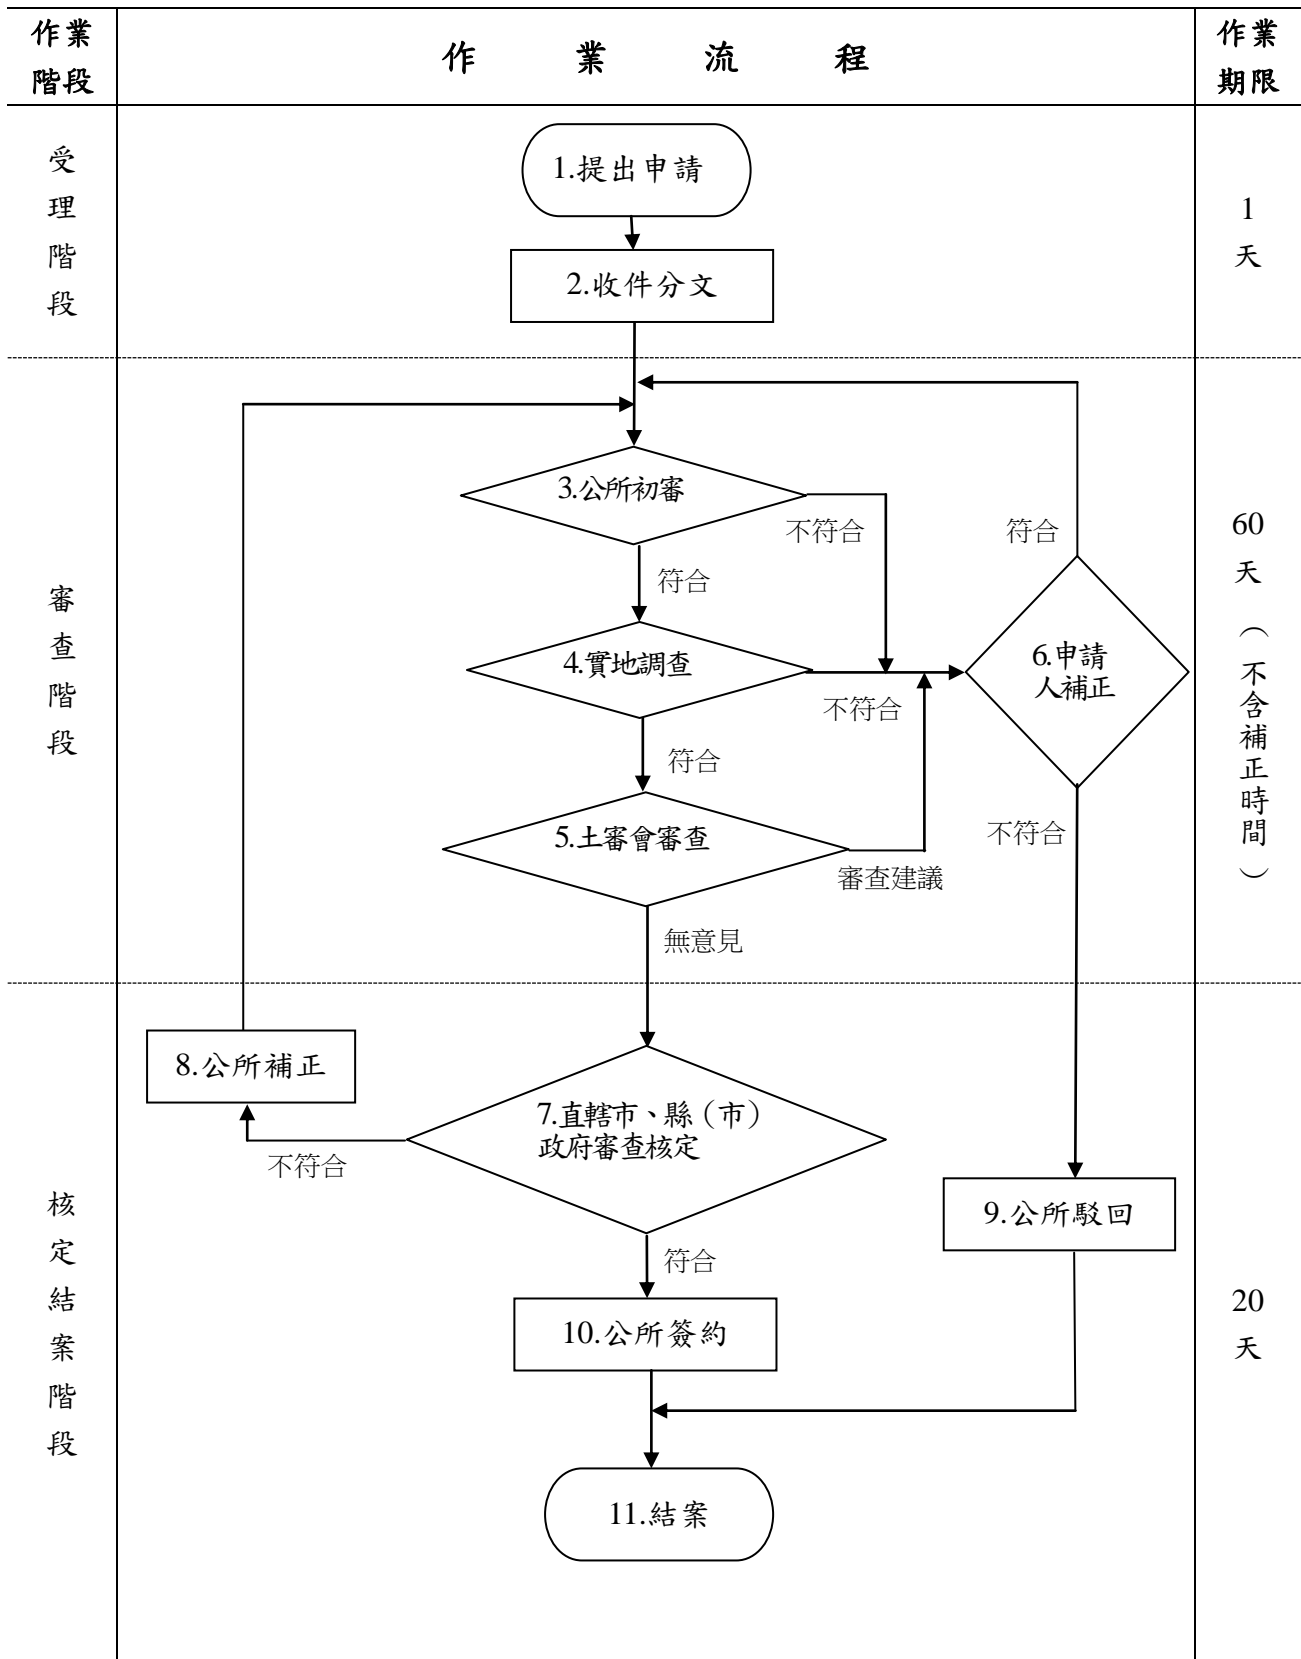 作業
階段
作業流程
作業
期限
受理階段
1.提出申請
2.收件分文
1
天
審查階段
3.公所初審
不符合
符合
符合
4.實地調查
不符合
6.申請
人補正
符合
5.土審會審查
審查建議
不符合
無意見
60
天
（不含補正時間）
核定結案階段
8.公所補正
7.直轄市、縣（市）
政府審查核定
不符合
9.公所駁回
符合
10.公所簽約
11.結案
20
天